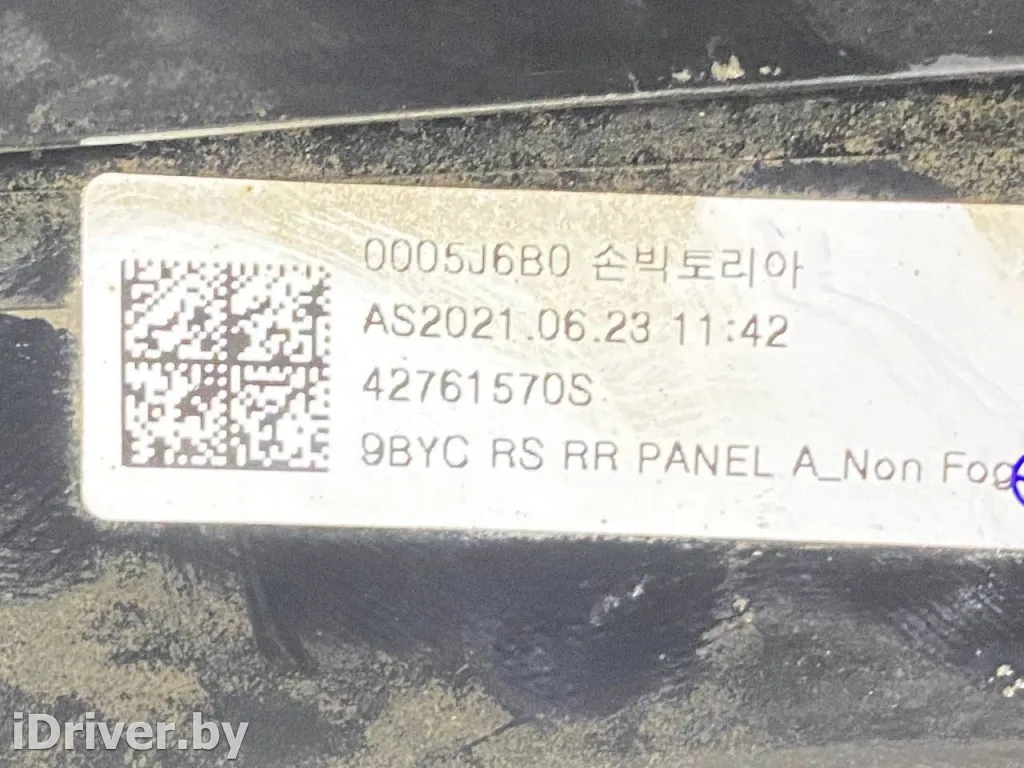 0005J6B0 손빅토리아
AS2021.06.23 11:42
42761570S
9BYC RS RR PANEL A_Non Fog
iDriver.by